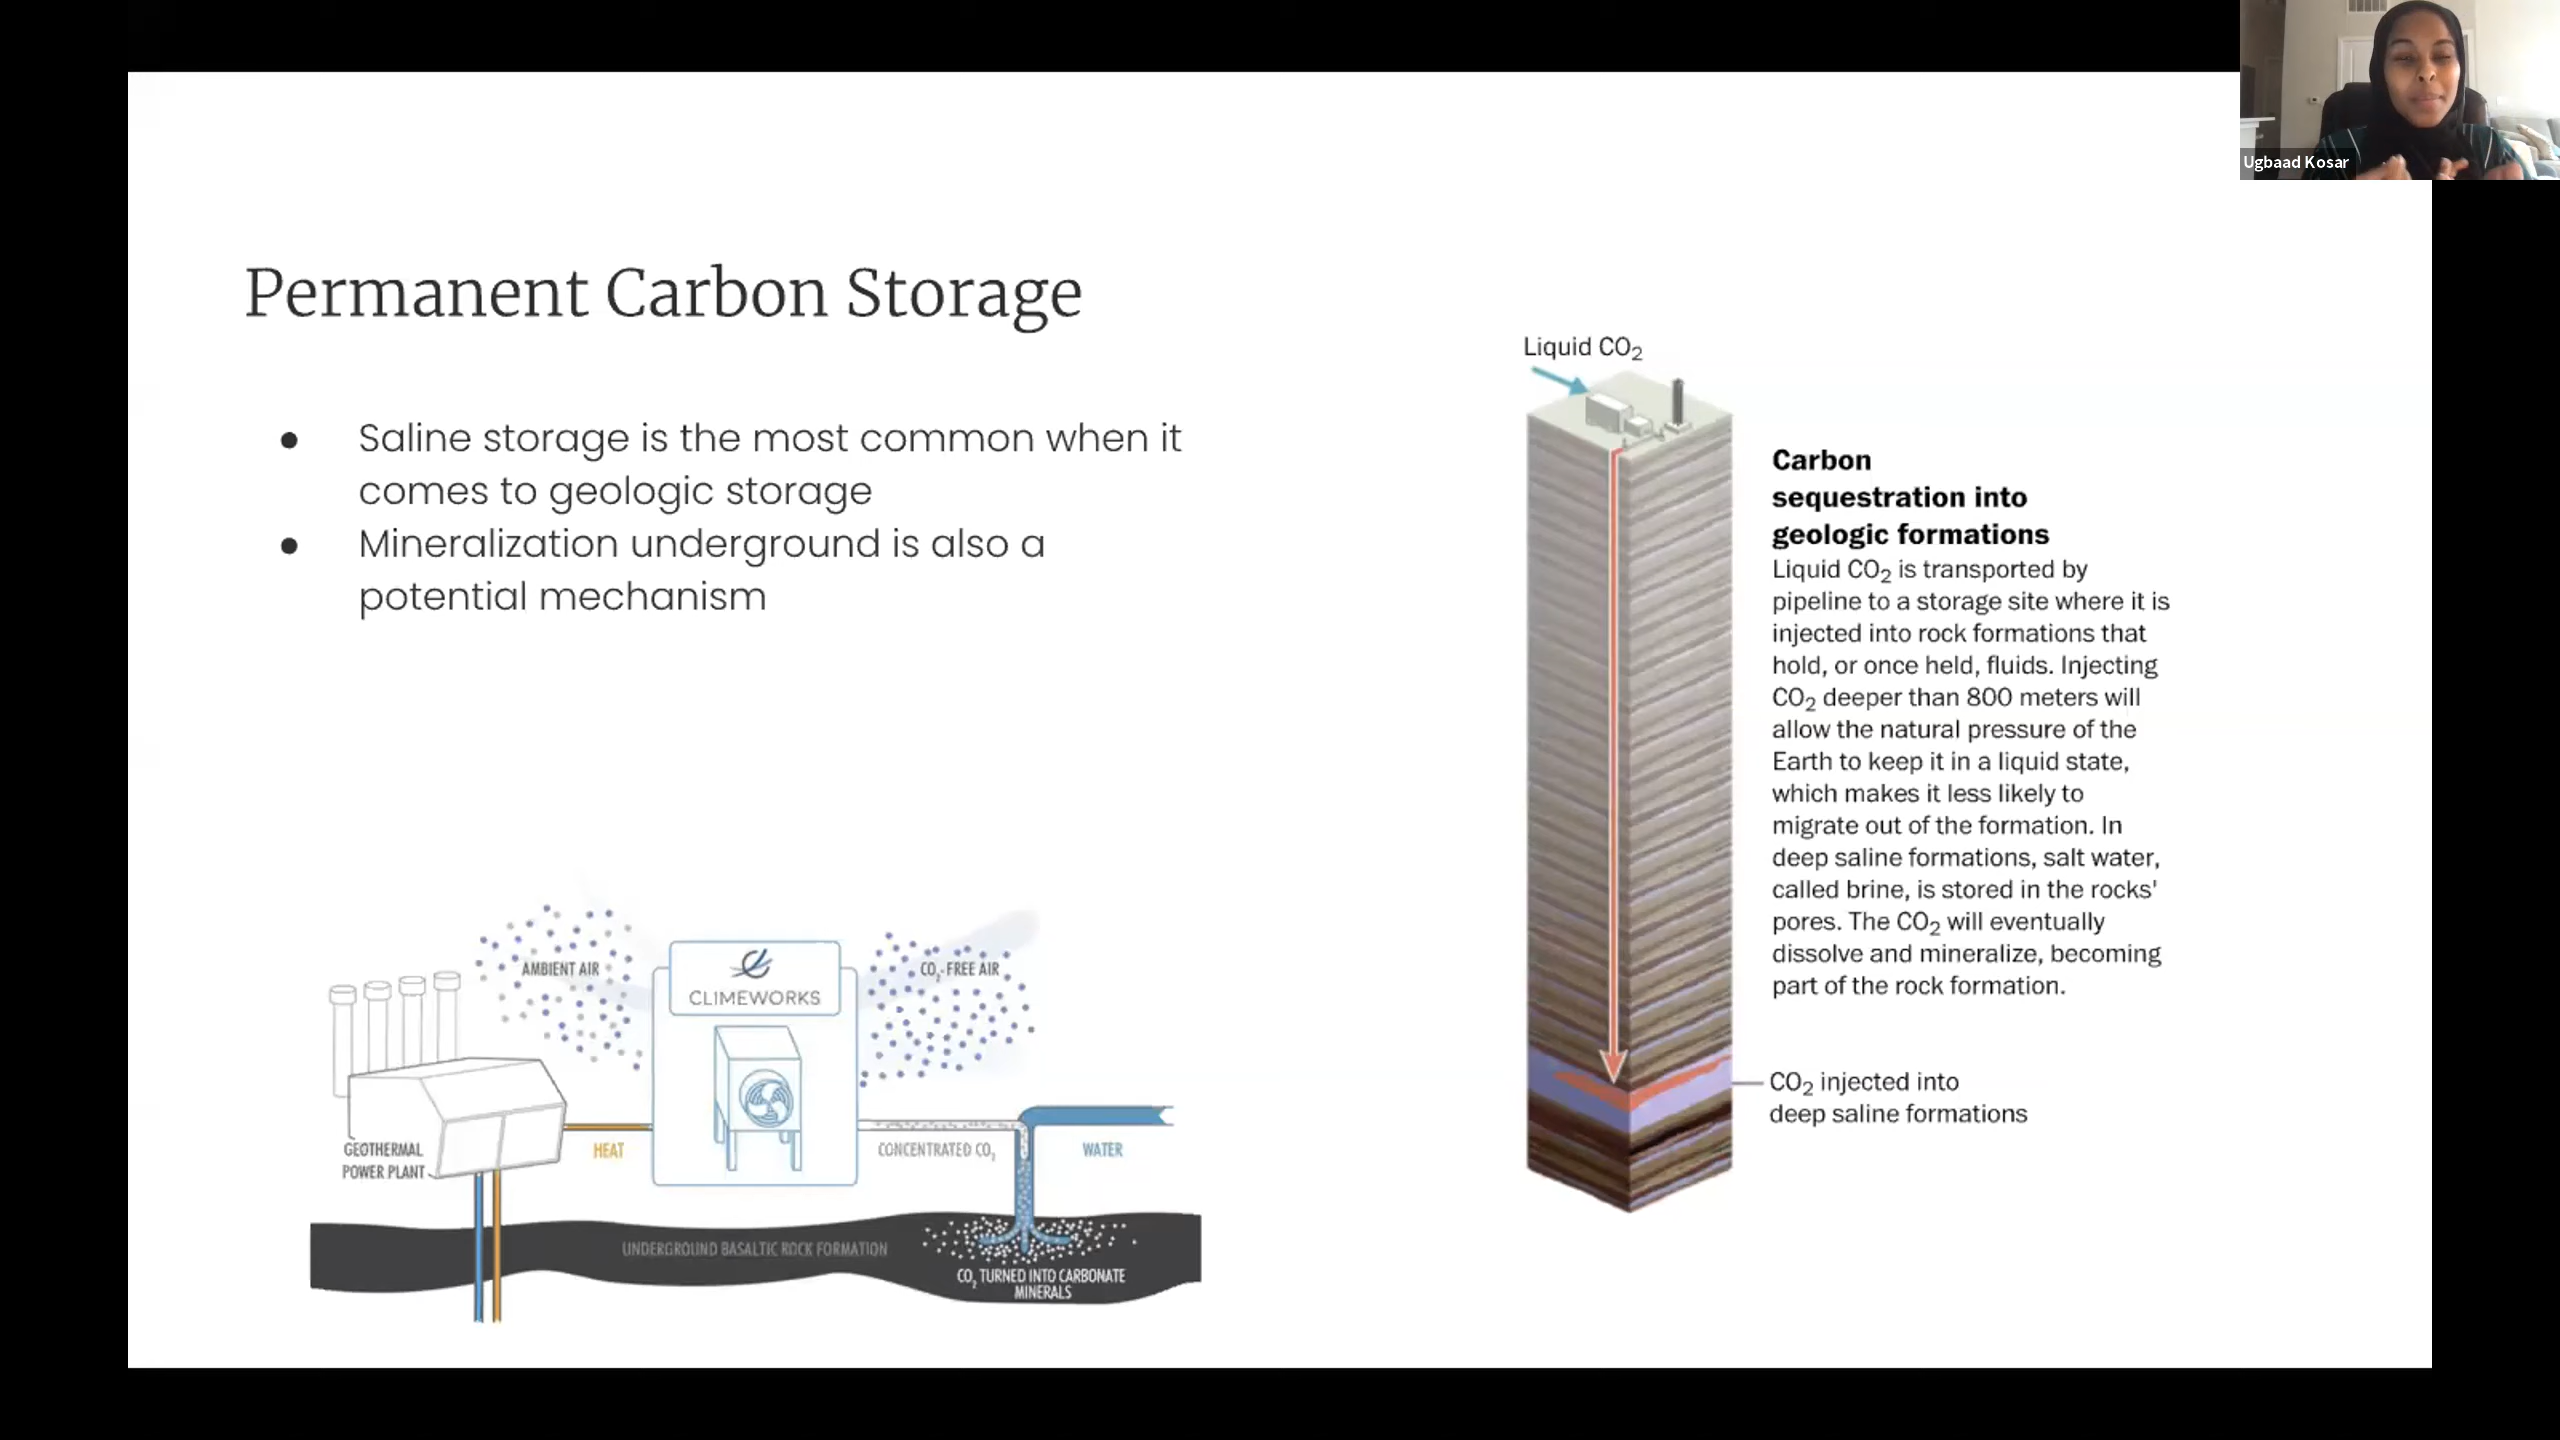 Ugbaad Kosar
Permanent Carbon Storage
● Saline storage is the most common when it
comes to geologic storage
● Mineralization underground is also a
potential mechanism
Liquid CO₂
Carbon
sequestration into
geologic formations
Liquid CO₂ is transported by
pipeline to a storage site where it is
injected into rock formations that
hold, or once held, fluids. Injecting
CO₂ deeper than 800 meters will
allow the natural pressure of the
Earth to keep it in a liquid state,
which makes it less likely to
migrate out of the formation. In
deep saline formations, salt water,
called brine, is stored in the rocks'
pores. The CO₂ will eventually
dissolve and mineralize, becoming
part of the rock formation.
CO₂ injected into
deep saline formations
AMBIENT AIR
CLIMEWORKS
CO₂-FREE AIR
GEOTHERMAL
POWER PLANT
HEAT
CONCENTRATED CO₂
WATER
UNDERGROUND BASALTIC ROCK FORMATION
CO₂ TURNED INTO CARBONATE
MINERALS